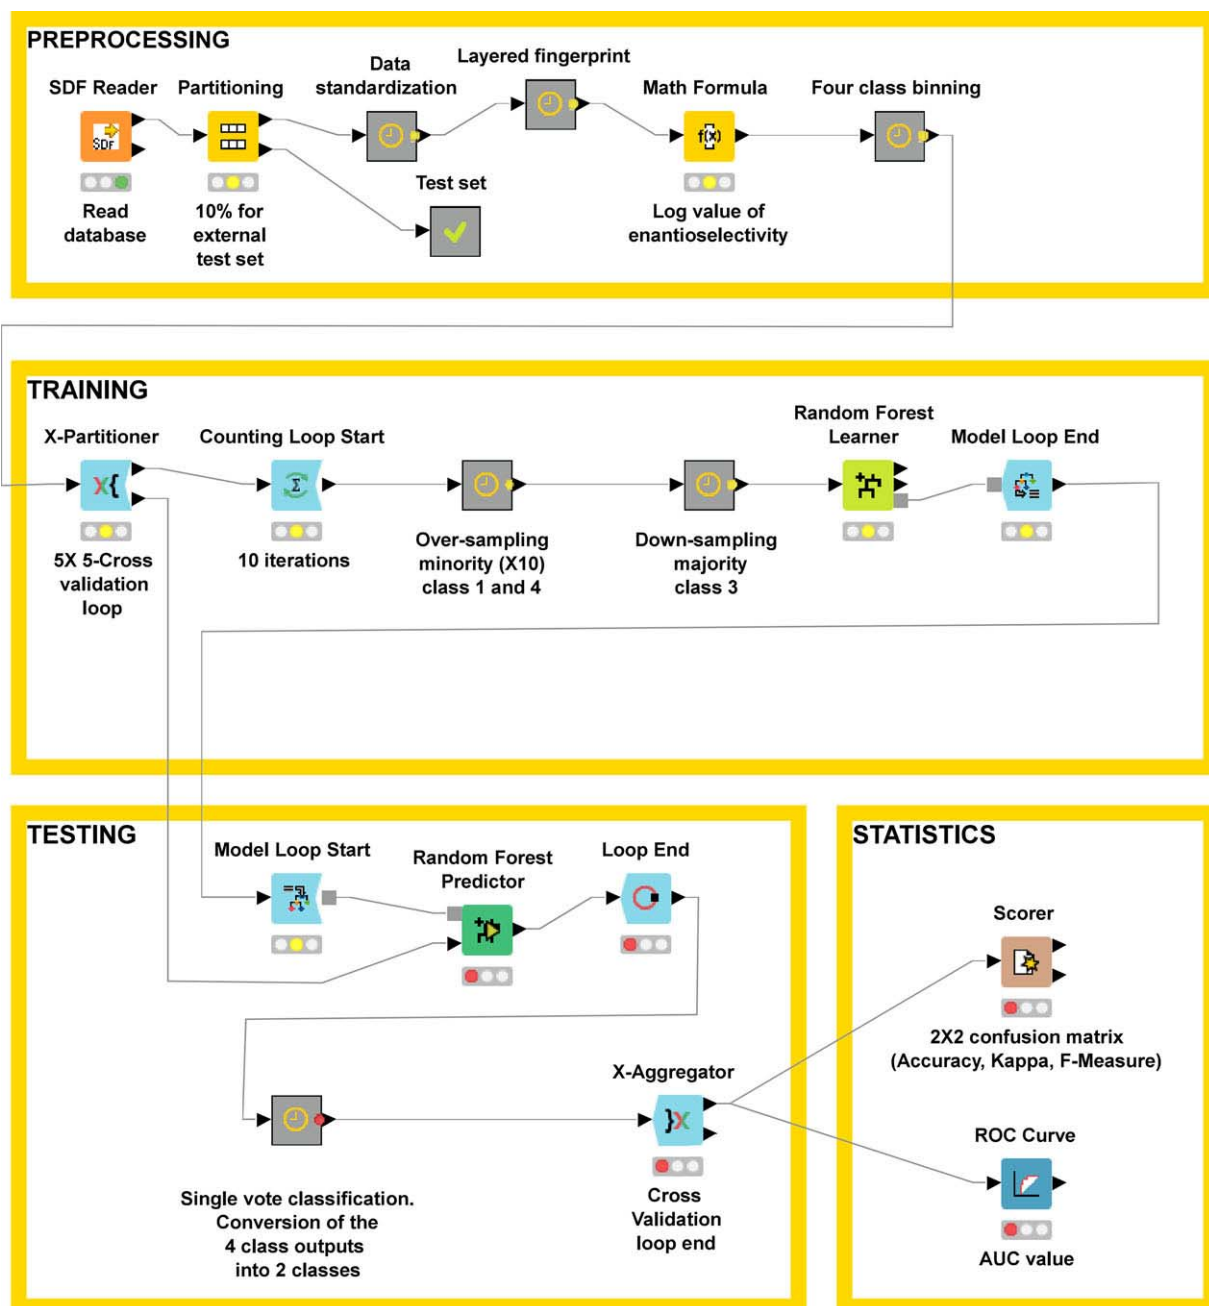 PREPROCESSING
SDF Reader
SDF
Read
database
Partitioning
10% for
external
test set
Data
standardization
Test set
Layered fingerprint
Math Formula
f(x)
Log value of
enantioselectivity
Four class binning
TRAINING
X-Partitioner
X{
5X 5-Cross
validation
loop
Counting Loop Start
Σ
10 iterations
Over-sampling
minority (X10)
class 1 and 4
Down-sampling
majority
class 3
Random Forest
Learner
Model Loop End
TESTING
Model Loop Start
Random Forest
Predictor
Loop End
Single vote classification.
Conversion of the
4 class outputs
into 2 classes
X-Aggregator
}X
Cross
Validation
loop end
STATISTICS
Scorer
2X2 confusion matrix
(Accuracy, Kappa, F-Measure)
ROC Curve
AUC value